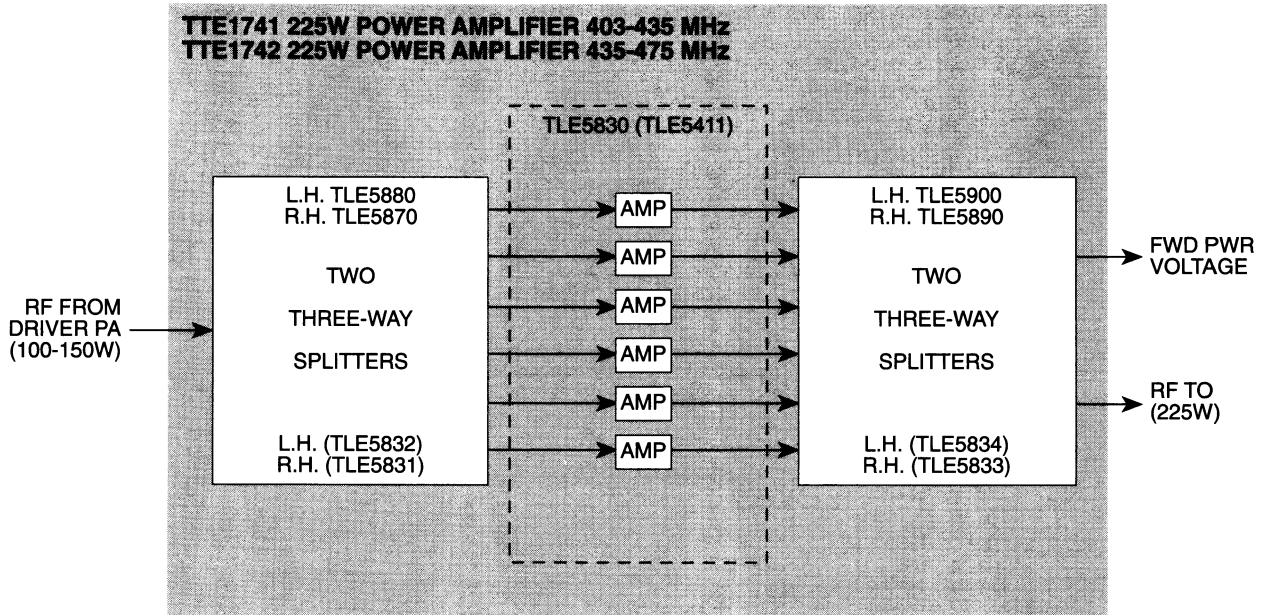 TTE1741 225W POWER AMPLIFIER 403-435 MHz
TTE1742 225W POWER AMPLIFIER 435-475 MHz
TLE5830 (TLE5411)
RF FROM
DRIVER PA
(100-150W)
L.H. TLE5880
R.H. TLE5870
TWO
THREE-WAY
SPLITTERS
L.H. (TLE5832)
R.H. (TLE5831)
AMP
AMP
AMP
AMP
AMP
AMP
L.H. TLE5900
R.H. TLE5890
TWO
THREE-WAY
SPLITTERS
L.H. (TLE5834)
R.H. (TLE5833)
FWD PWR
VOLTAGE
RF TO
(225W)